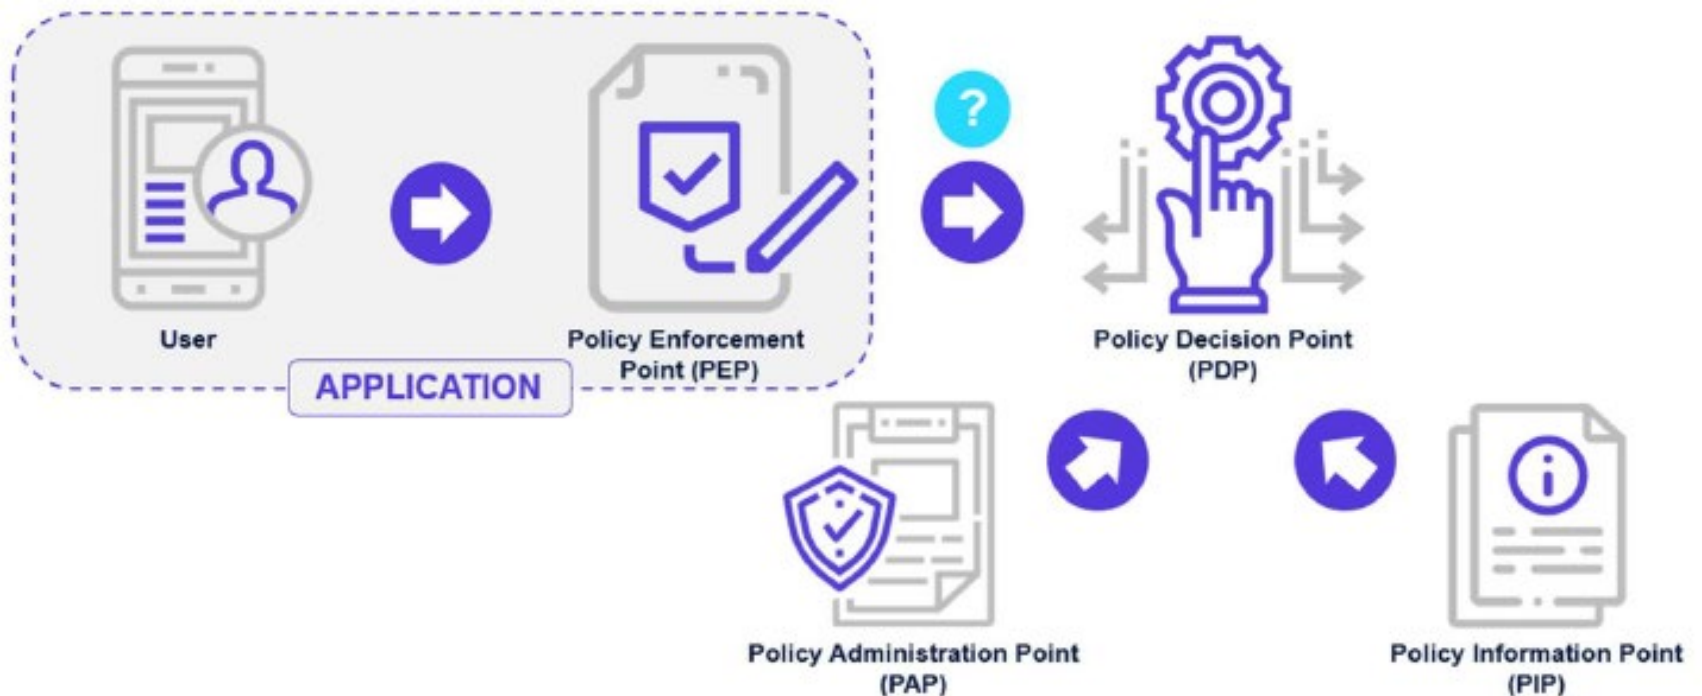 ?
User
Policy Enforcement
Point (PEP)
APPLICATION
Policy Decision Point
(PDP)
Policy Administration Point
(PAP)
Policy Information Point
(PIP)